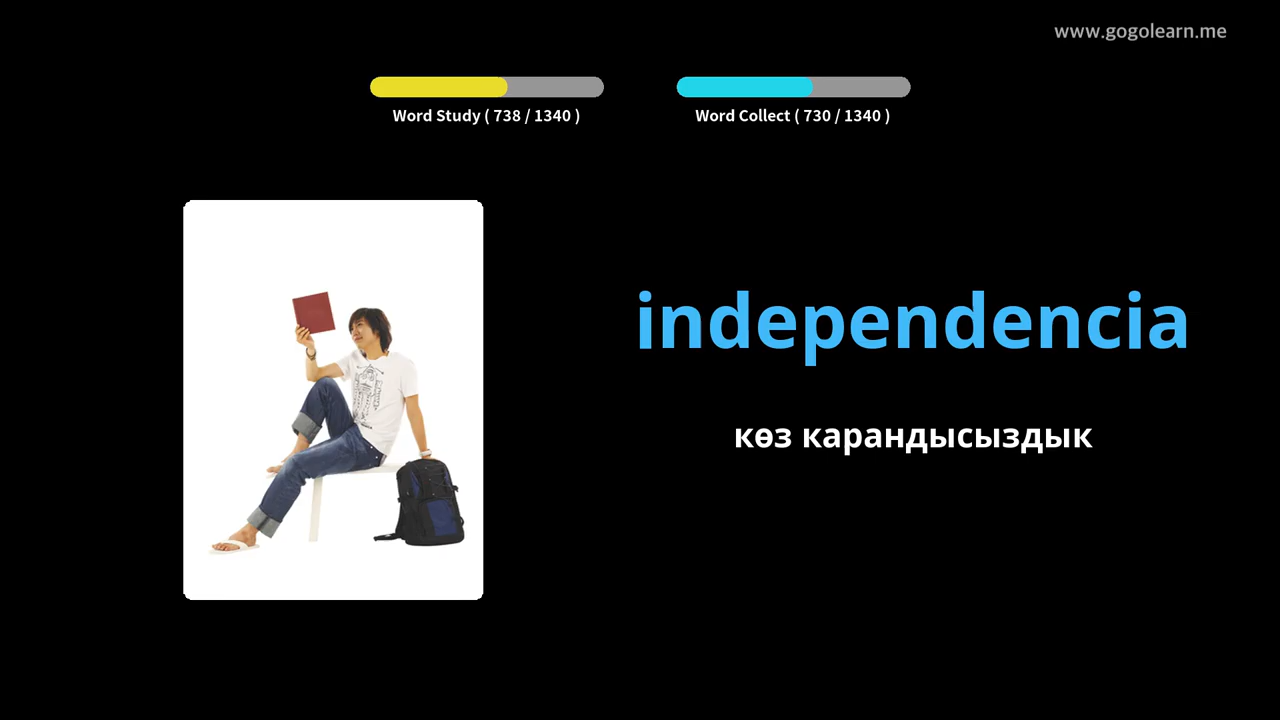 www.gogolearn.me
Word Study ( 738 / 1340 )
Word Collect ( 730 / 1340 )
independencia
көз карандысыздык